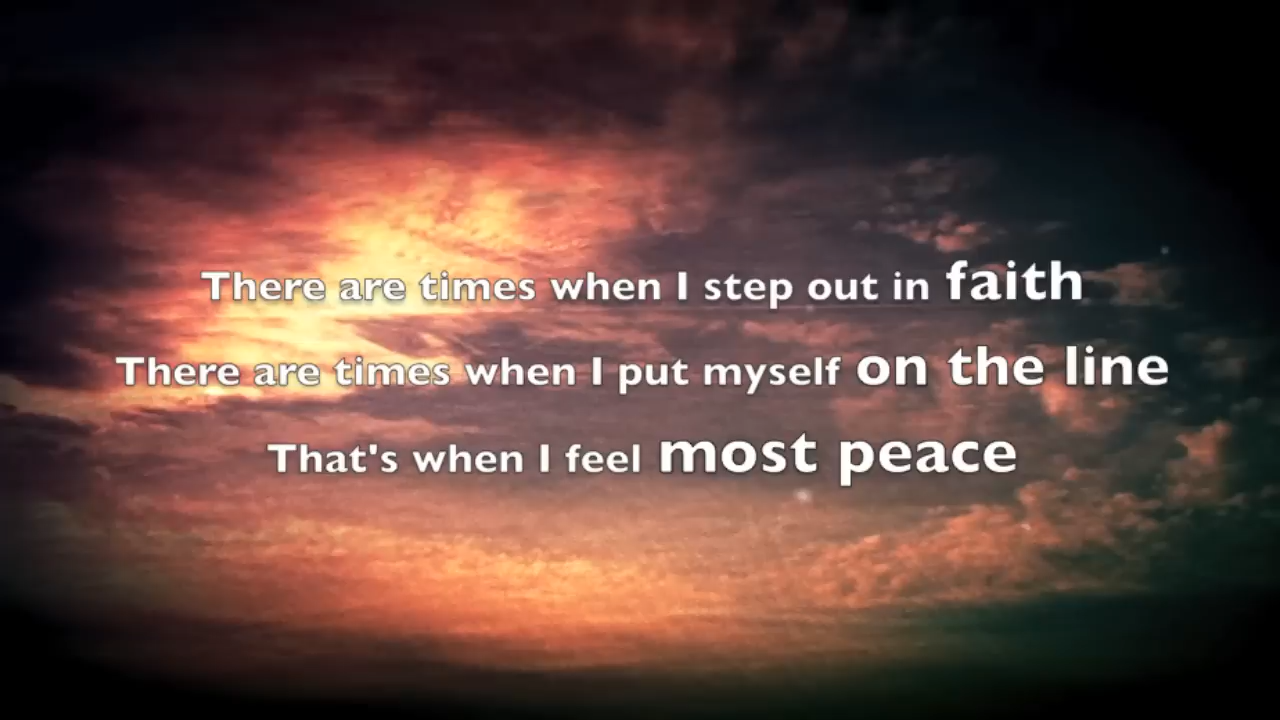 There are times when I step out in faith
There are times when I put myself on the line
That's when I feel most peace